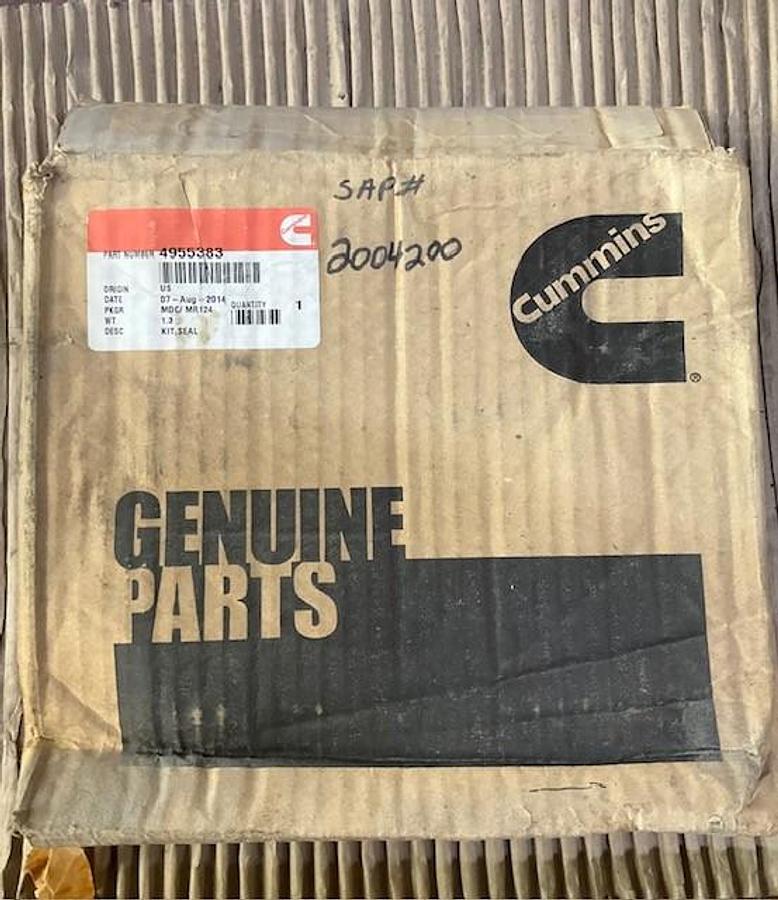 SAP#
2004200
PART NUMBER 4955383
ORIGIN US
DATE 07-Aug-2014 QUANTITY 1
PKGR MDC/ MR124
WT 1.3
DESC KIT,SEAL
Cummins
®
GENUINE
PARTS